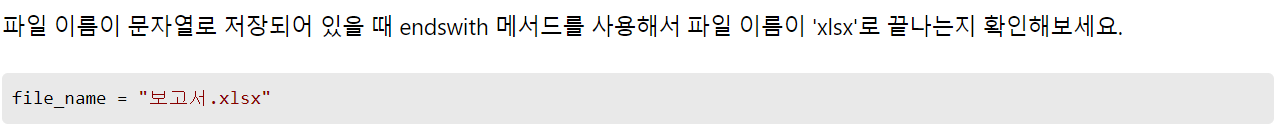 파일 이름이 문자열로 저장되어 있을 때 endswith 메서드를 사용해서 파일 이름이 'xlsx'로 끝나는지 확인해보세요.
file_name = "보고서.xlsx"